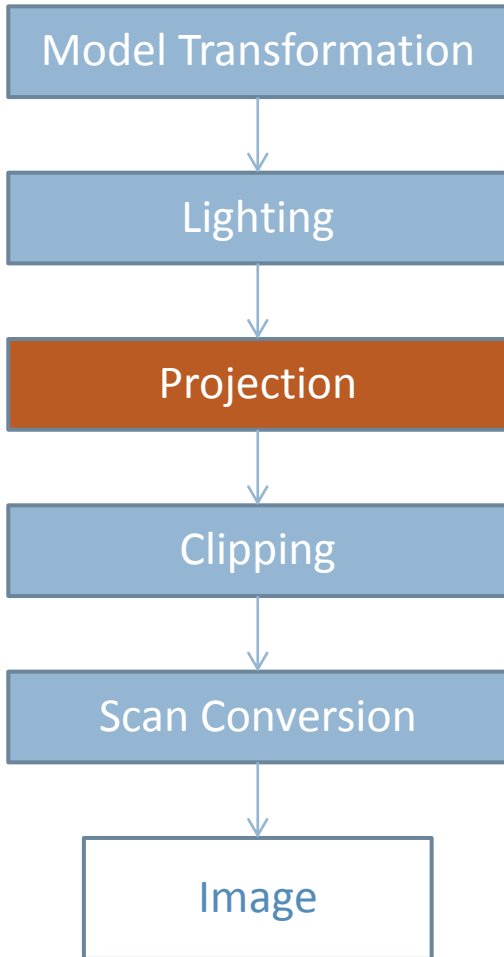 Model Transformation
Lighting
Projection
Clipping
Scan Conversion
Image